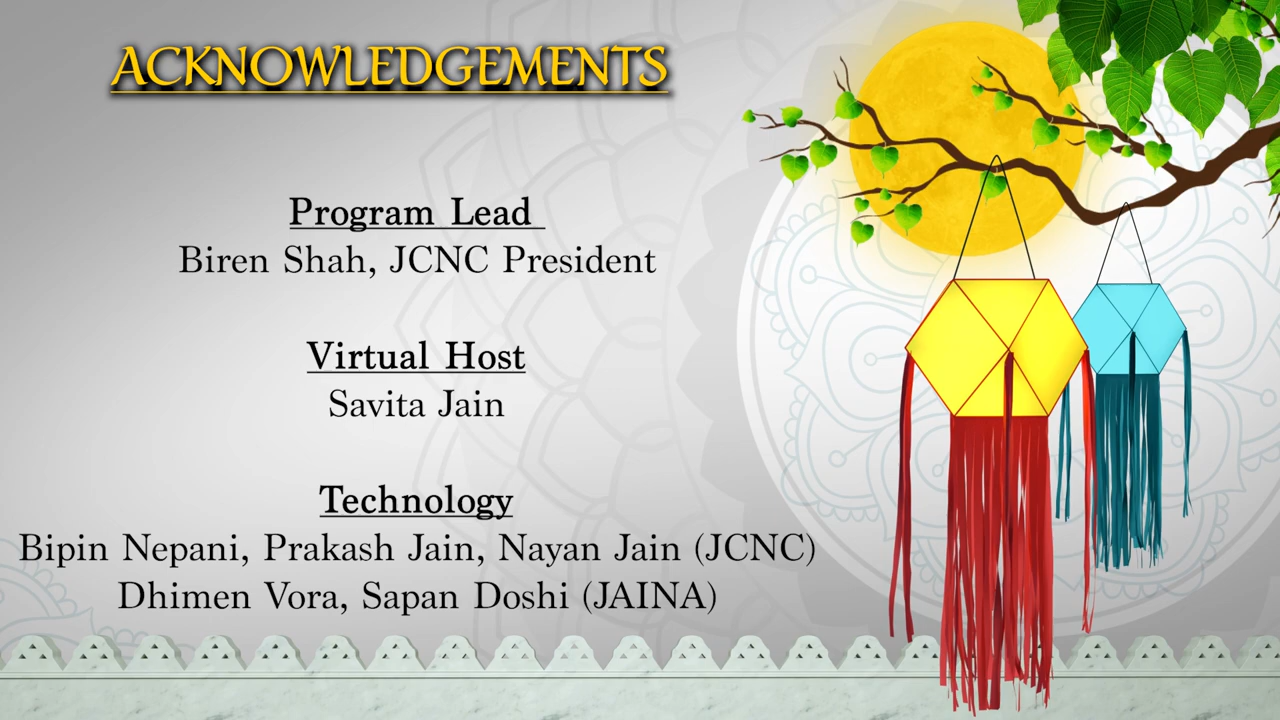 ACKNOWLEDGEMENTS
Program Lead
Biren Shah, JCNC President
Virtual Host
Savita Jain
Technology
Bipin Nepani, Prakash Jain, Nayan Jain (JCNC)
Dhimen Vora, Sapan Doshi (JAINA)